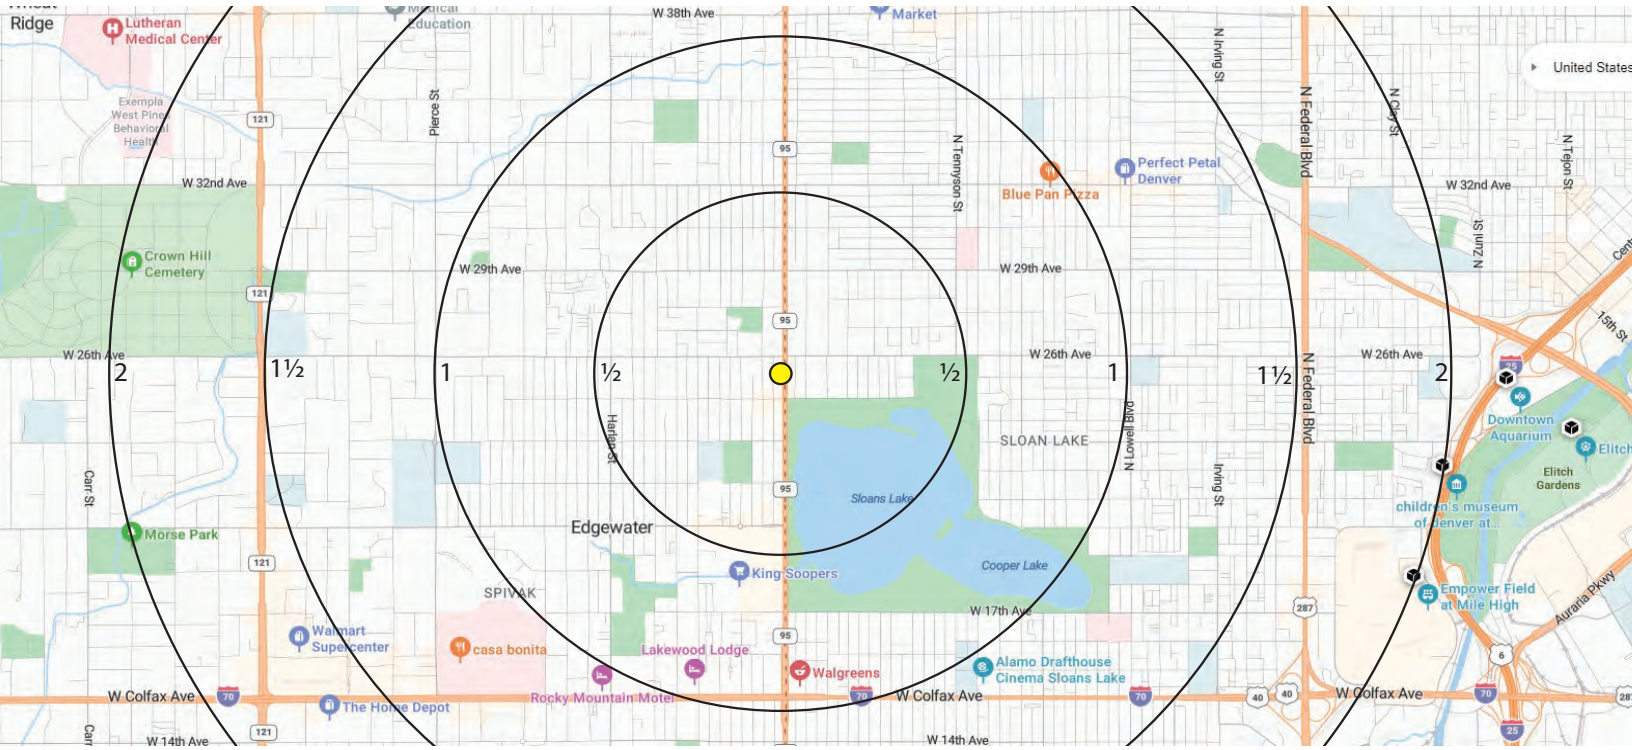 Wheat
Ridge
Lutheran
Medical Center
Medical
Education
W 38th Ave
Market
N Irving St
United States
Exempla
West Pines
Behavioral
Health
121
Pierce St
95
N Tennyson St
Perfect Petal
Denver
Blue Pan Pizza
N Federal Blvd
N Clay St
N Tejon St
W 32nd Ave
W 32nd Ave
Crown Hill
Cemetery
W 29th Ave
W 29th Ave
N Zuni St
Cent
121
95
15th St
W 26th Ave
W 26th Ave
W 26th Ave
25
2
1½
1
½
½
1
1½
2
N Federal Blvd
Harlan St
N Lowell Blvd
SLOAN LAKE
Downtown
Aquarium
Elitch
Elitch
Gardens
Carr St
95
Sloans Lake
Irving St
children's museum
of denver at...
Edgewater
Morse Park
121
King Soopers
Cooper Lake
SPIVAK
W 17th Ave
287
Empower Field
at Mile High
Auraria Pkwy
Walmart
Supercenter
casa bonita
Lakewood Lodge
95
Walgreens
Alamo Drafthouse
Cinema Sloans Lake
6
Rocky Mountain Motel
W Colfax Ave
70
70
W Colfax Ave
70
40
40
W Colfax Ave
70
287
The Home Depot
121
25
Carr
W 14th Ave
W 14th Ave